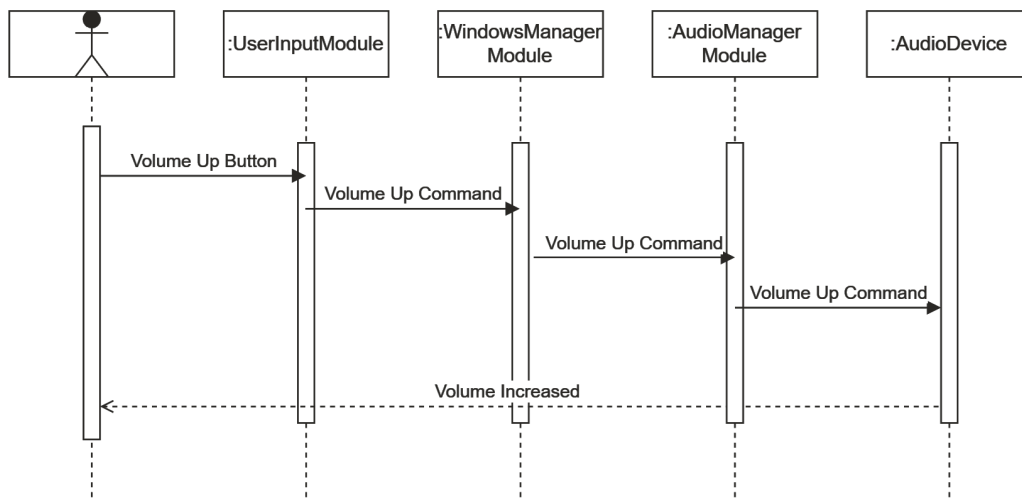 :UserInputModule
:WindowsManager
Module
:AudioManager
Module
:AudioDevice
Volume Up Button
Volume Up Command
Volume Up Command
Volume Up Command
Volume Increased